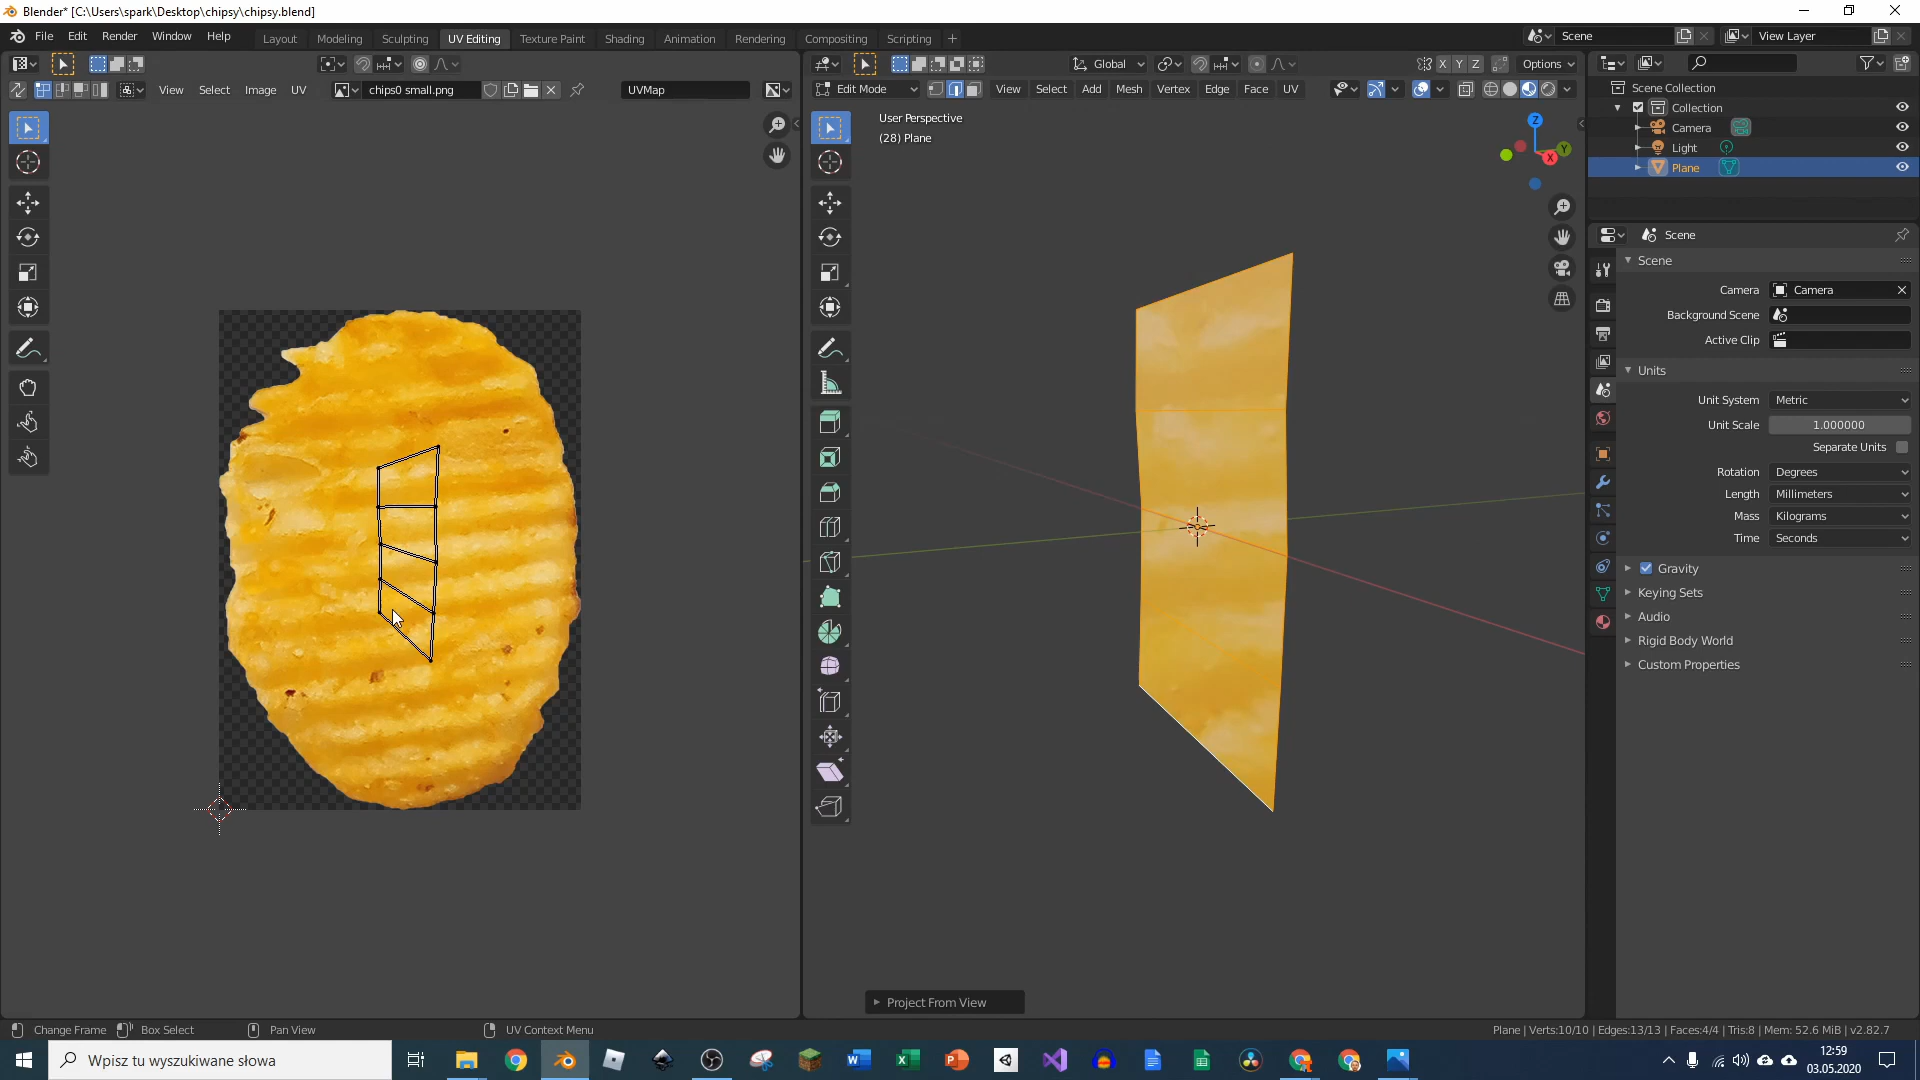 Blender* [C:\Users\spark\Desktop\chipsy\chipsy.blend]
File Edit Render Window Help Layout Modeling Sculpting UV Editing Texture Paint Shading Animation Rendering Compositing Scripting + Scene View Layer
Global X Y Z Options
View Select Image UV chips0 small.png UVMap Edit Mode View Select Add Mesh Vertex Edge Face UV
User Perspective
(28) Plane
Z
Y
X
Scene Collection
Collection
Camera
Light
Plane
Scene
Scene
Camera Camera
Background Scene
Active Clip
Units
Unit System Metric
Unit Scale 1.000000
Separate Units
Rotation Degrees
Length Millimeters
Mass Kilograms
Time Seconds
Gravity
Keying Sets
Audio
Rigid Body World
Custom Properties
Project From View
Change Frame Box Select Pan View UV Context Menu Plane | Verts:10/10 | Edges:13/13 | Faces:4/4 | Tris:8 | Mem: 52.6 MiB | v2.82.7
Wpisz tu wyszukiwane słowa
12:59
03.05.2020